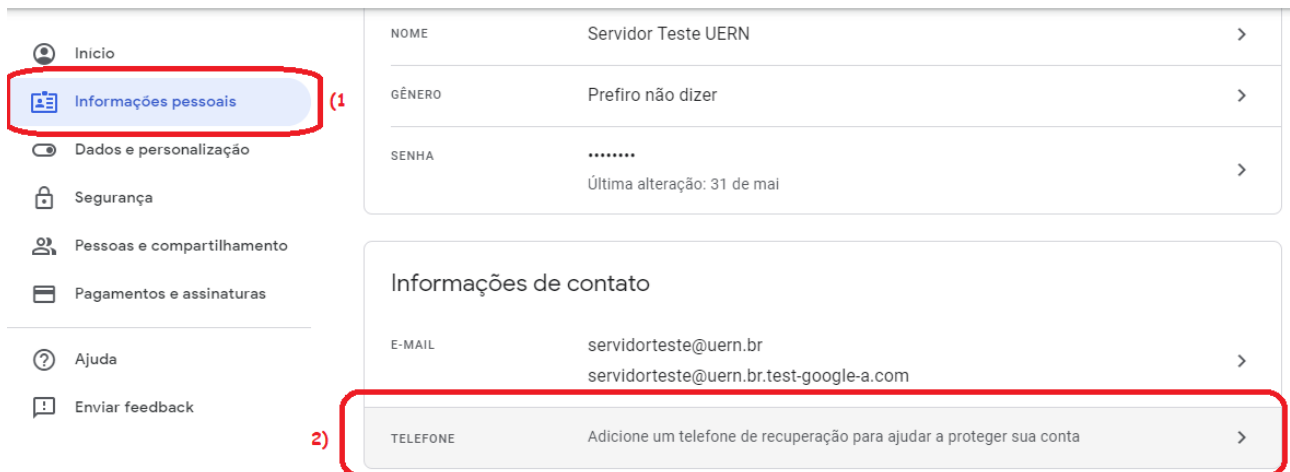 Início
Informações pessoais
(1
Dados e personalização
Segurança
Pessoas e compartilhamento
Pagamentos e assinaturas
Ajuda
Enviar feedback
NOME Servidor Teste UERN
GÊNERO Prefiro não dizer
SENHA ••••••••
Última alteração: 31 de mai
Informações de contato
E-MAIL servidorteste@uern.br
servidorteste@uern.br.test-google-a.com
2)
TELEFONE Adicione um telefone de recuperação para ajudar a proteger sua conta